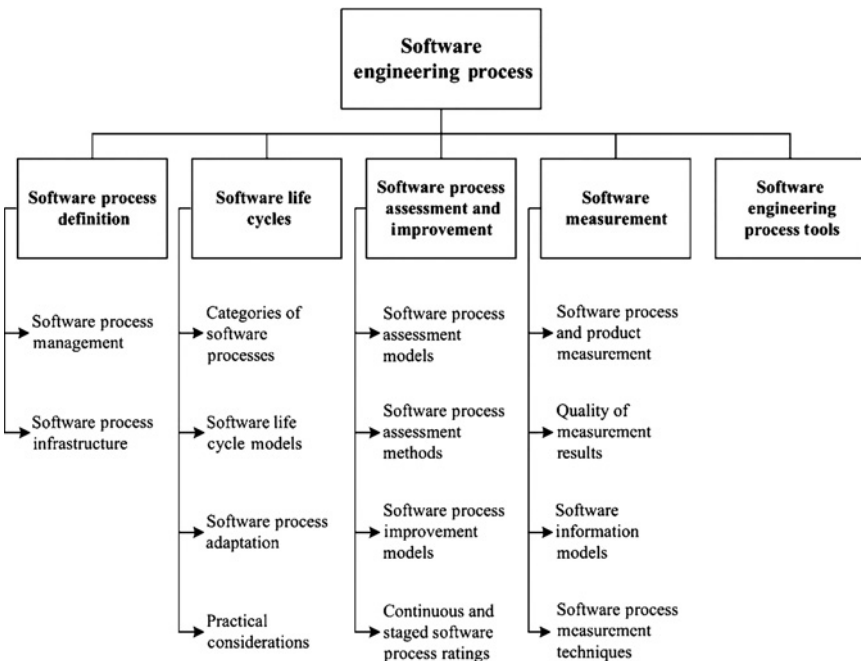 Software
engineering process
Software process
definition
Software life
cycles
Software process
assessment and
improvement
Software
measurement
Software
engineering
process tools
Software process
management
Software process
infrastructure
Categories of
software
processes
Software life
cycle models
Software process
adaptation
Practical
considerations
Software process
assessment
models
Software process
assessment
methods
Software process
improvement
models
Continuous and
staged software
process ratings
Software process
and product
measurement
Quality of
measurement
results
Software
information
models
Software process
measurement
techniques